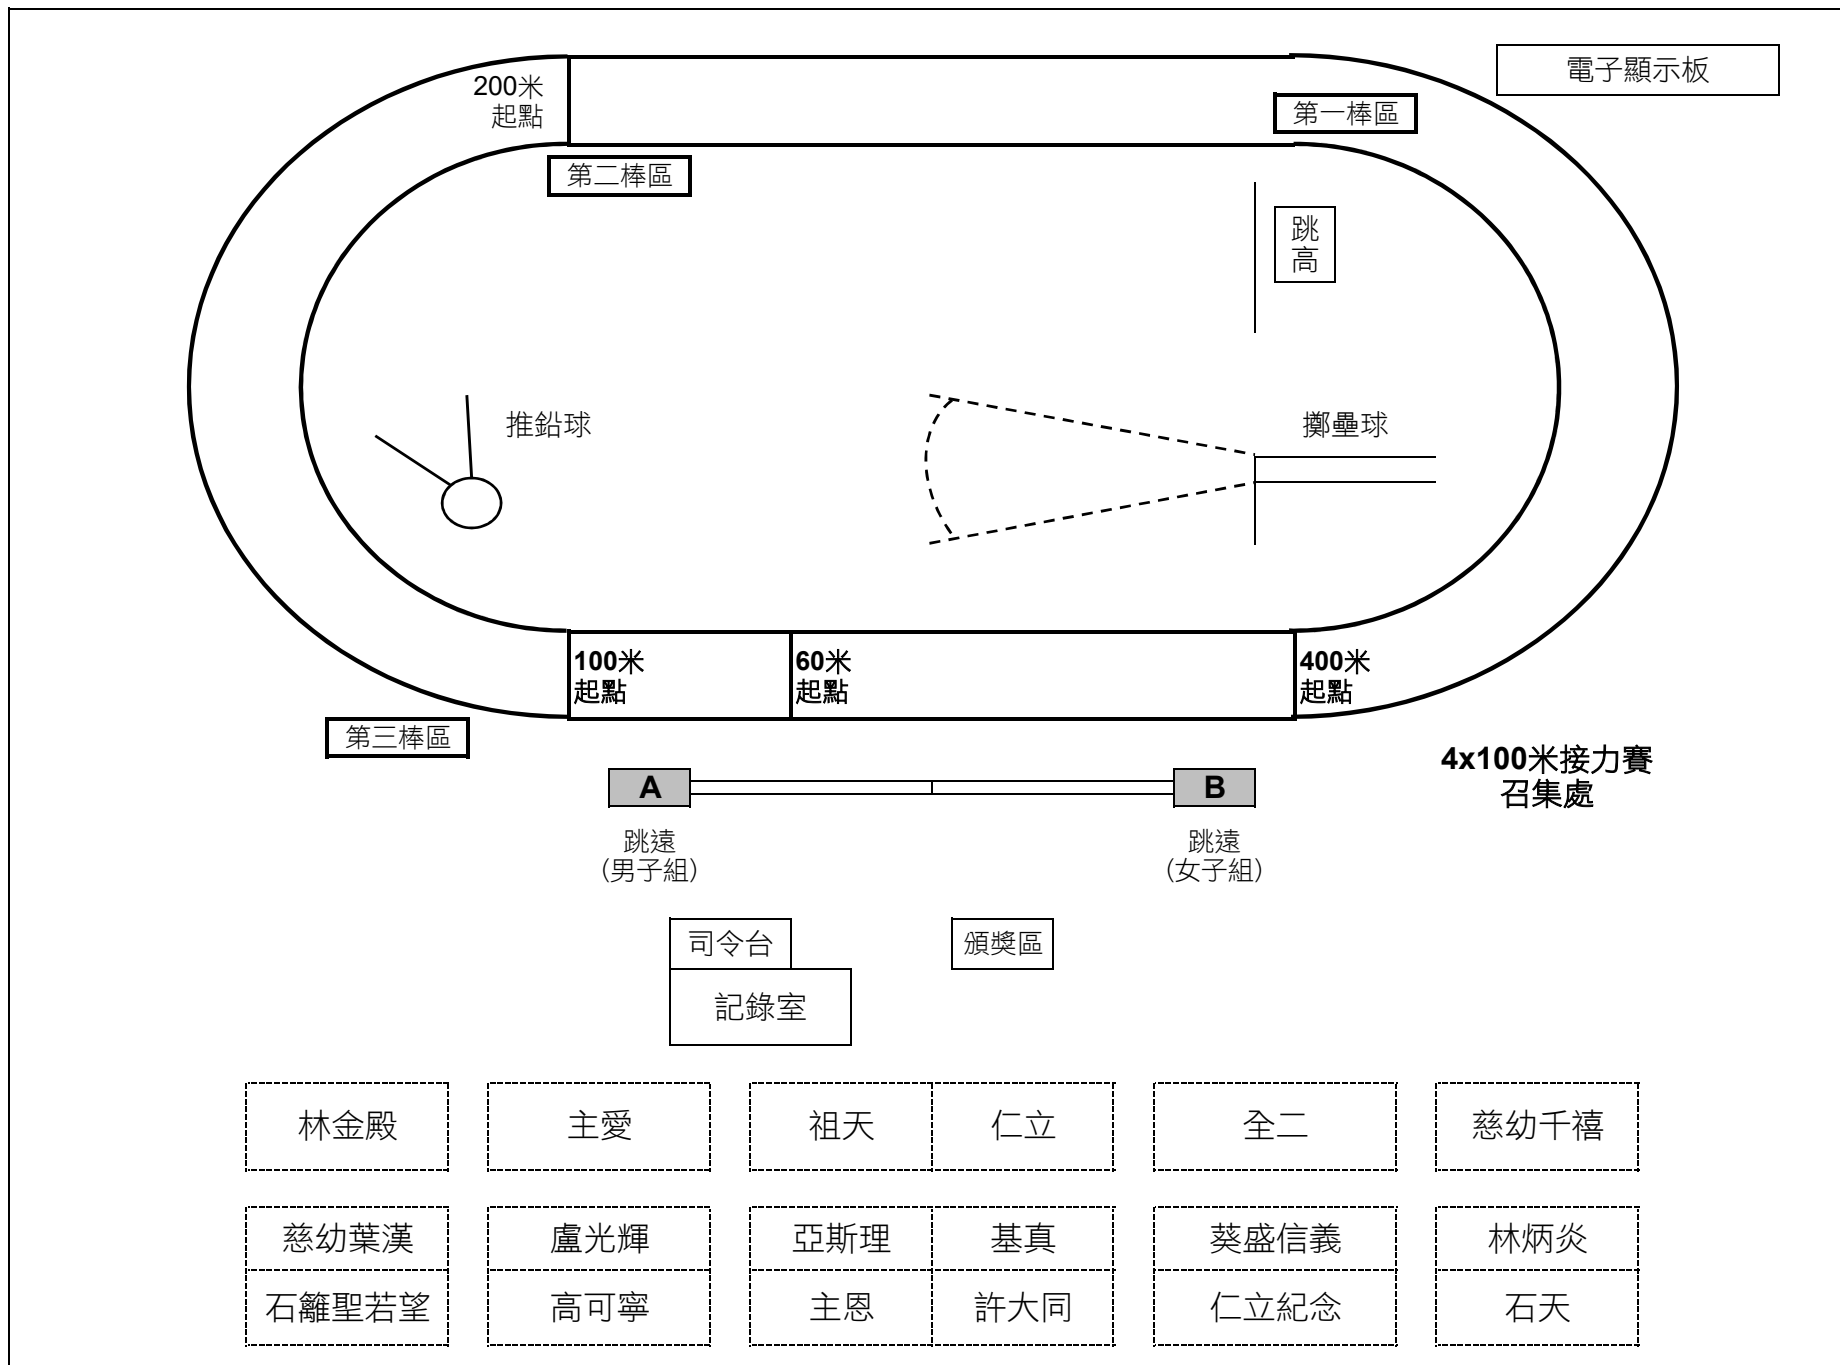 電子顯示板
200米
起點
第一棒區
第二棒區
跳
高
推鉛球
擲壘球
100米
起點
60米
起點
400米
起點
第三棒區
4x100米接力賽
召集處
A
B
跳遠
(男子組)
跳遠
(女子組)
司令台
頒獎區
記錄室
林金殿 主愛 祖天 仁立 全二 慈幼千禧
慈幼葉漢 盧光輝 亞斯理 基真 葵盛信義 林炳炎
石籬聖若望 高可寧 主恩 許大同 仁立紀念 石天